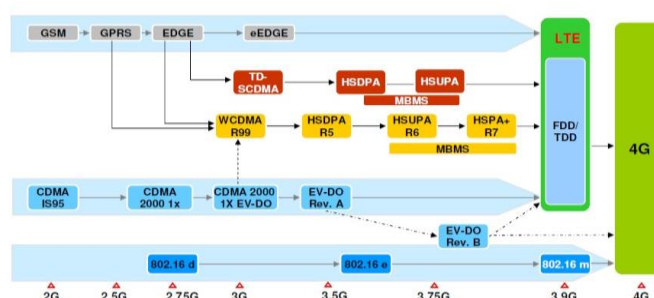 GSM
GPRS
EDGE
eEDGE
LTE
TD-
SCDMA
HSDPA
HSUPA
MBMS
WCDMA
R99
HSDPA
R5
HSUPA
R6
HSPA+
R7
MBMS
FDD/
TDD
4G
CDMA
IS95
CDMA
2000 1x
CDMA 2000
1X EV-DO
EV-DO
Rev. A
EV-DO
Rev. B
802.16 d
802.16 e
802.16 m
2G
2.5G
2.75G
3G
3.5G
3.75G
3.9G
4G